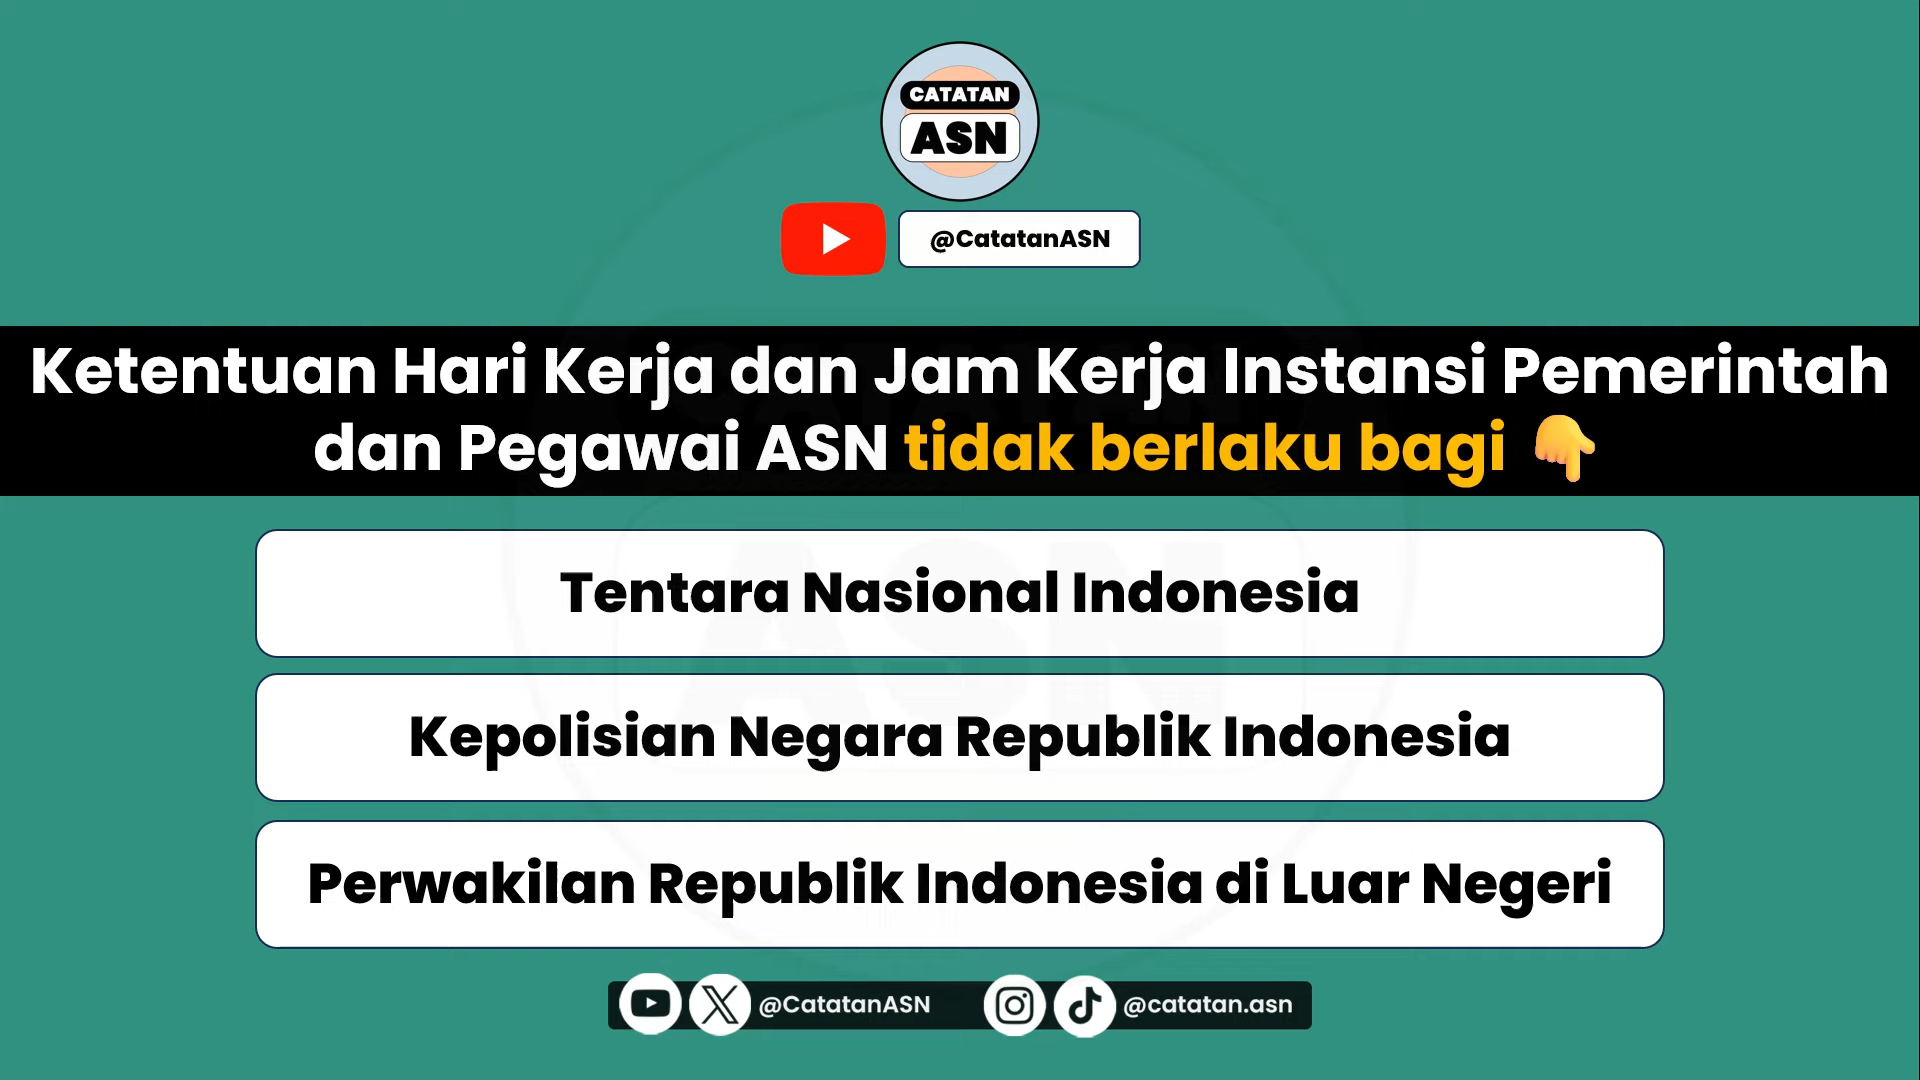 CATATAN
ASN
@CatatanASN
Ketentuan Hari Kerja dan Jam Kerja Instansi Pemerintah
dan Pegawai ASN tidak berlaku bagi 👇
Tentara Nasional Indonesia
Kepolisian Negara Republik Indonesia
Perwakilan Republik Indonesia di Luar Negeri
@CatatanASN @catatan.asn